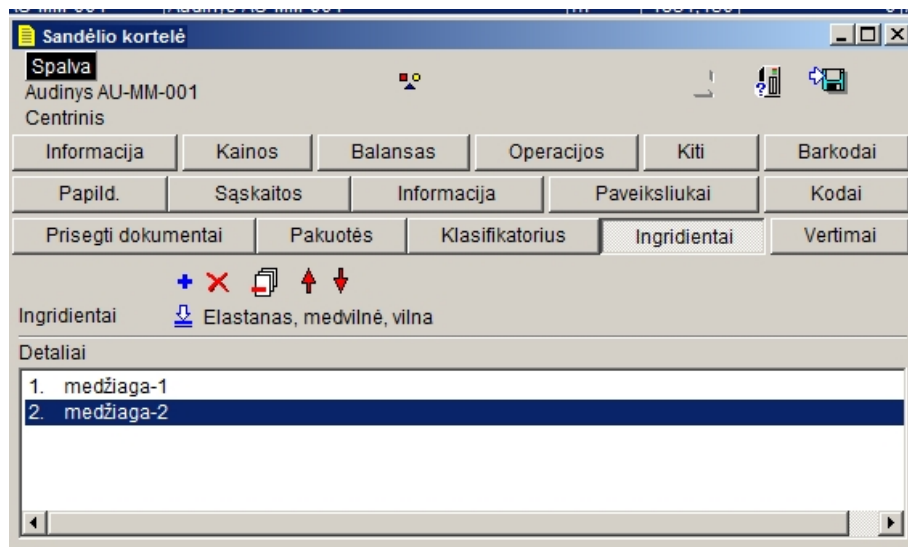 Sandėlio kortelė
Spalva
Audinys AU-MM-001
Centrinis
Informacija Kainos Balansas Operacijos Kiti Barkodai
Papild. Sąskaitos Informacija Paveiksliukai Kodai
Prisegti dokumentai Pakuotės Klasifikatorius Ingridientai Vertimai
Ingridientai Elastanas, medvilnė, vilna
Detaliai
1. medžiaga-1
2. medžiaga-2